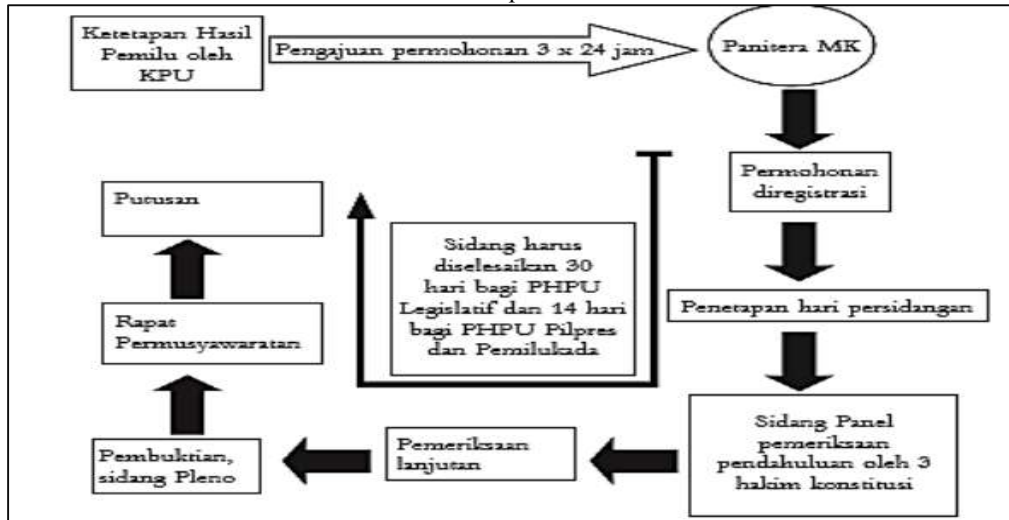 Ketetapan Hasil
Pemilu oleh
KPU
Pengajuan permohonan 3 x 24 jam
Panitera MK
Permohonan
diregistrasi
Penetapan hari persidangan
Sidang Panel
pemeriksaan
pendahuluan oleh 3
hakim konstitusi
Pemeriksaan
lanjutan
Pembuktian,
sidang Pleno
Rapat
Permusyawaratan
Putusan
Sidang harus
diselesaikan 30
hari bagi PHPU
Legislatif dan 14 hari
bagi PHPU Pilpres
dan Pemilukada